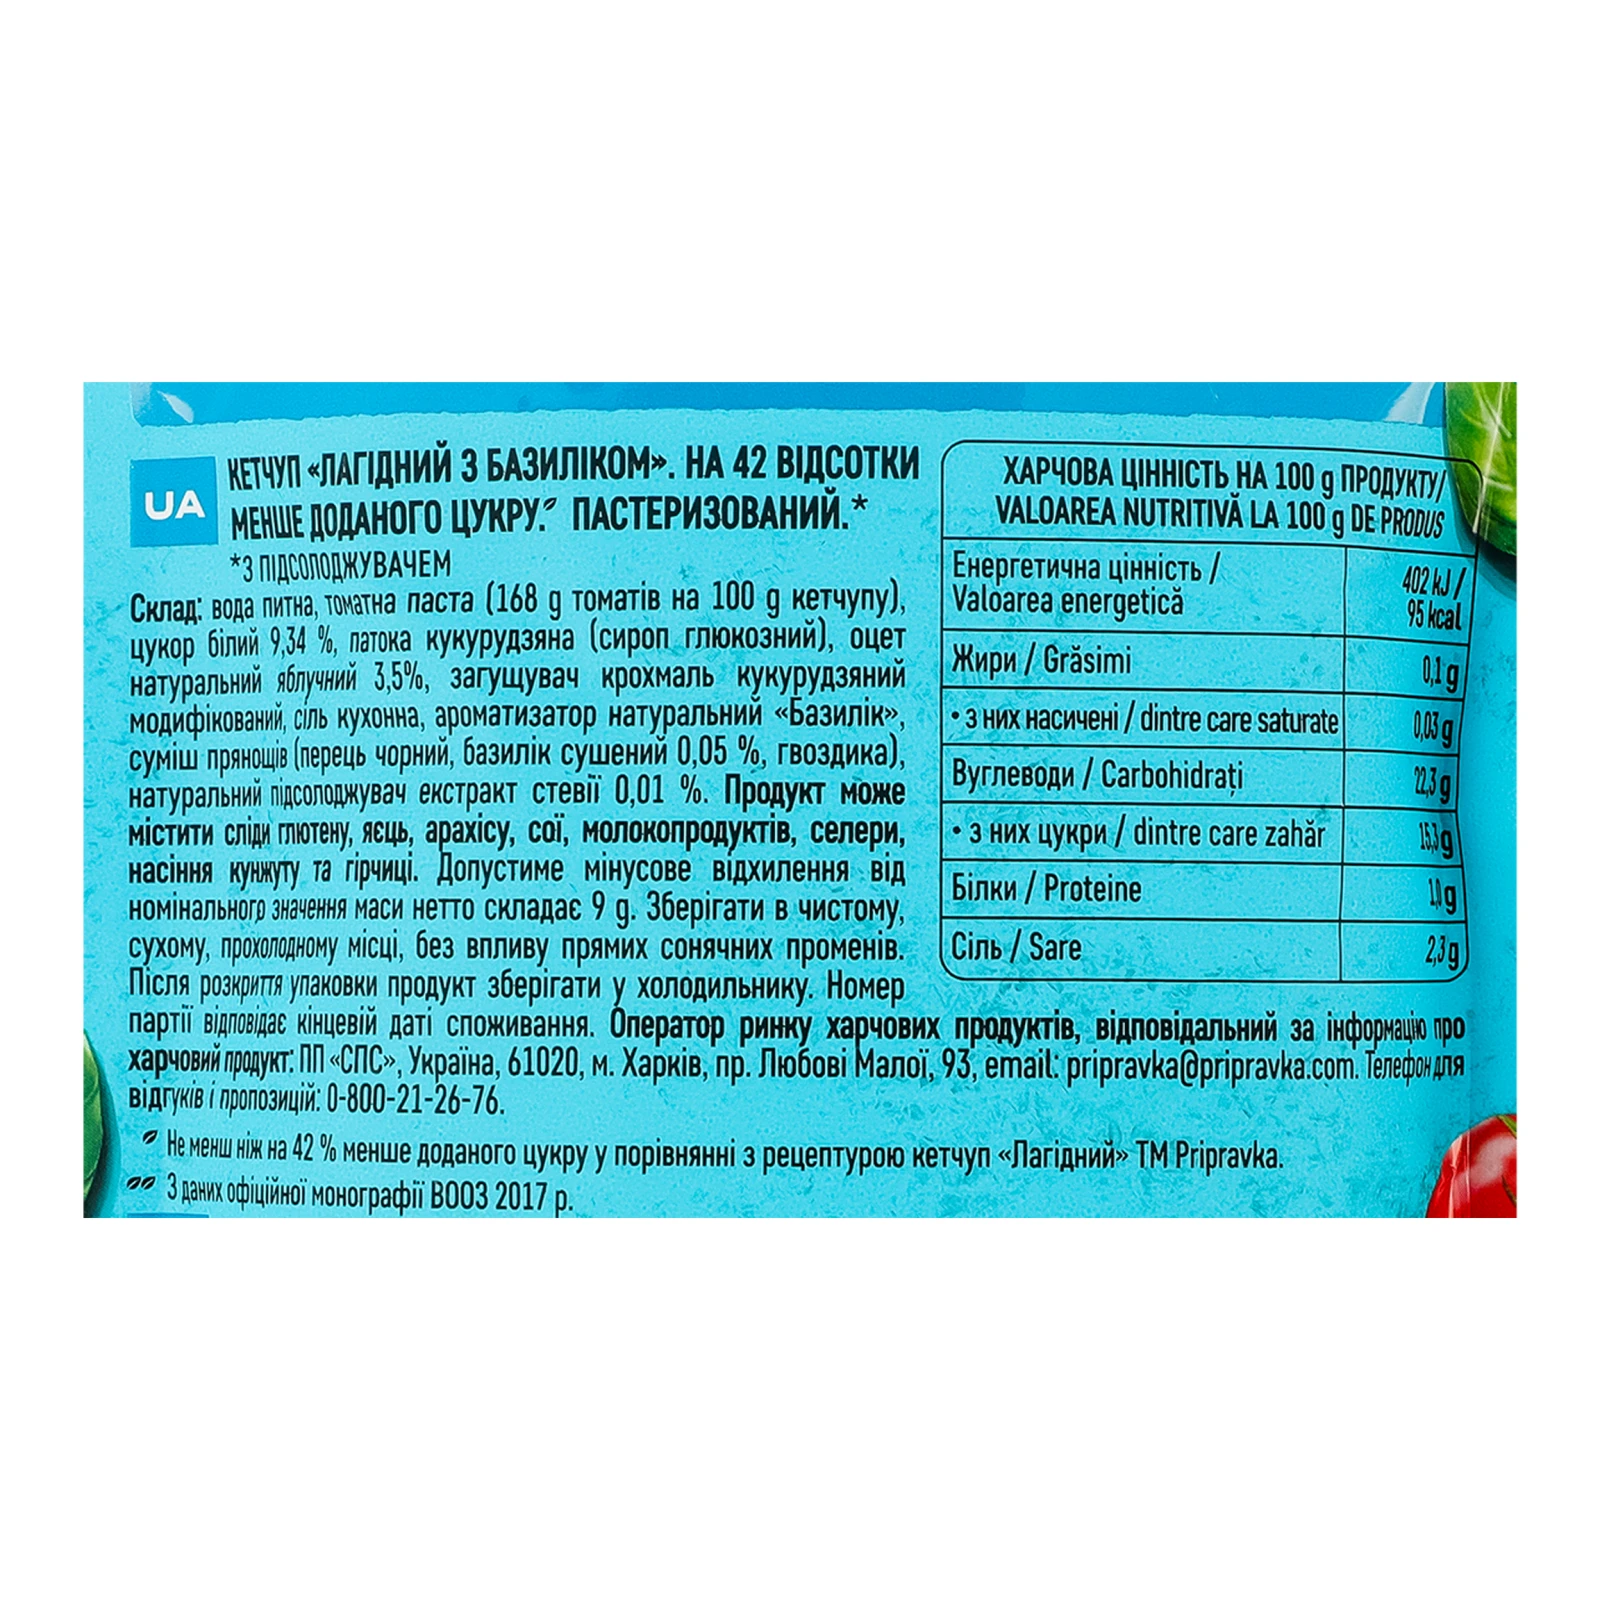 UA
КЕТЧУП «ЛАГІДНИЙ З БАЗИЛІКОМ». НА 42 ВІДСОТКИ
МЕНШЕ ДОДАНОГО ЦУКРУ. ПАСТЕРИЗОВАНИЙ.*
*З ПІДСОЛОДЖУВАЧЕМ
Склад: вода питна, томатна паста (168 g томатів на 100 g кетчупу),
цукор білий 9,34 %, патока кукурудзяна (сироп глюкозний), оцет
натуральний яблучний 3,5%, загущувач крохмаль кукурудзяний
модифікований, сіль кухонна, ароматизатор натуральний «Базилік»,
суміш прянощів (перець чорний, базилік сушений 0,05 %, гвоздика),
натуральний підсолоджувач екстракт стевії 0,01 %. Продукт може
містити сліди глютену, яєць, арахісу, сої, молокопродуктів, селери,
насіння кунжуту та гірчиці. Допустиме мінусове відхилення від
номінального значення маси нетто складає 9 g. Зберігати в чистому,
сухому, прохолодному місці, без впливу прямих сонячних променів.
Після розкриття упаковки продукт зберігати у холодильнику. Номер
партії відповідає кінцевій даті споживання. Оператор ринку харчових продуктів, відповідальний за інформацію про
харчовий продукт: ПП «СПС», Україна, 61020, м. Харків, пр. Любові Малої, 93, email: pripravka@pripravka.com. Телефон для
відгуків і пропозицій: 0-800-21-26-76.
Не менш ніж на 42 % менше доданого цукру у порівнянні з рецептурою кетчуп «Лагідний» ТМ Pripravka.
З даних офіційної монографії ВООЗ 2017 р.
ХАРЧОВА ЦІННІСТЬ НА 100 g ПРОДУКТУ/
VALOAREA NUTRITIVĂ LA 100 g DE PRODUS
Енергетична цінність / 402 kJ /
Valoarea energetică 95 kcal
Жири / Grăsimi 0,1 g
• з них насичені / dintre care saturate 0,03 g
Вуглеводи / Carbohidrați 22,3 g
• з них цукри / dintre care zahăr 15,3 g
Білки / Proteine 1,0 g
Сіль / Sare 2,3 g